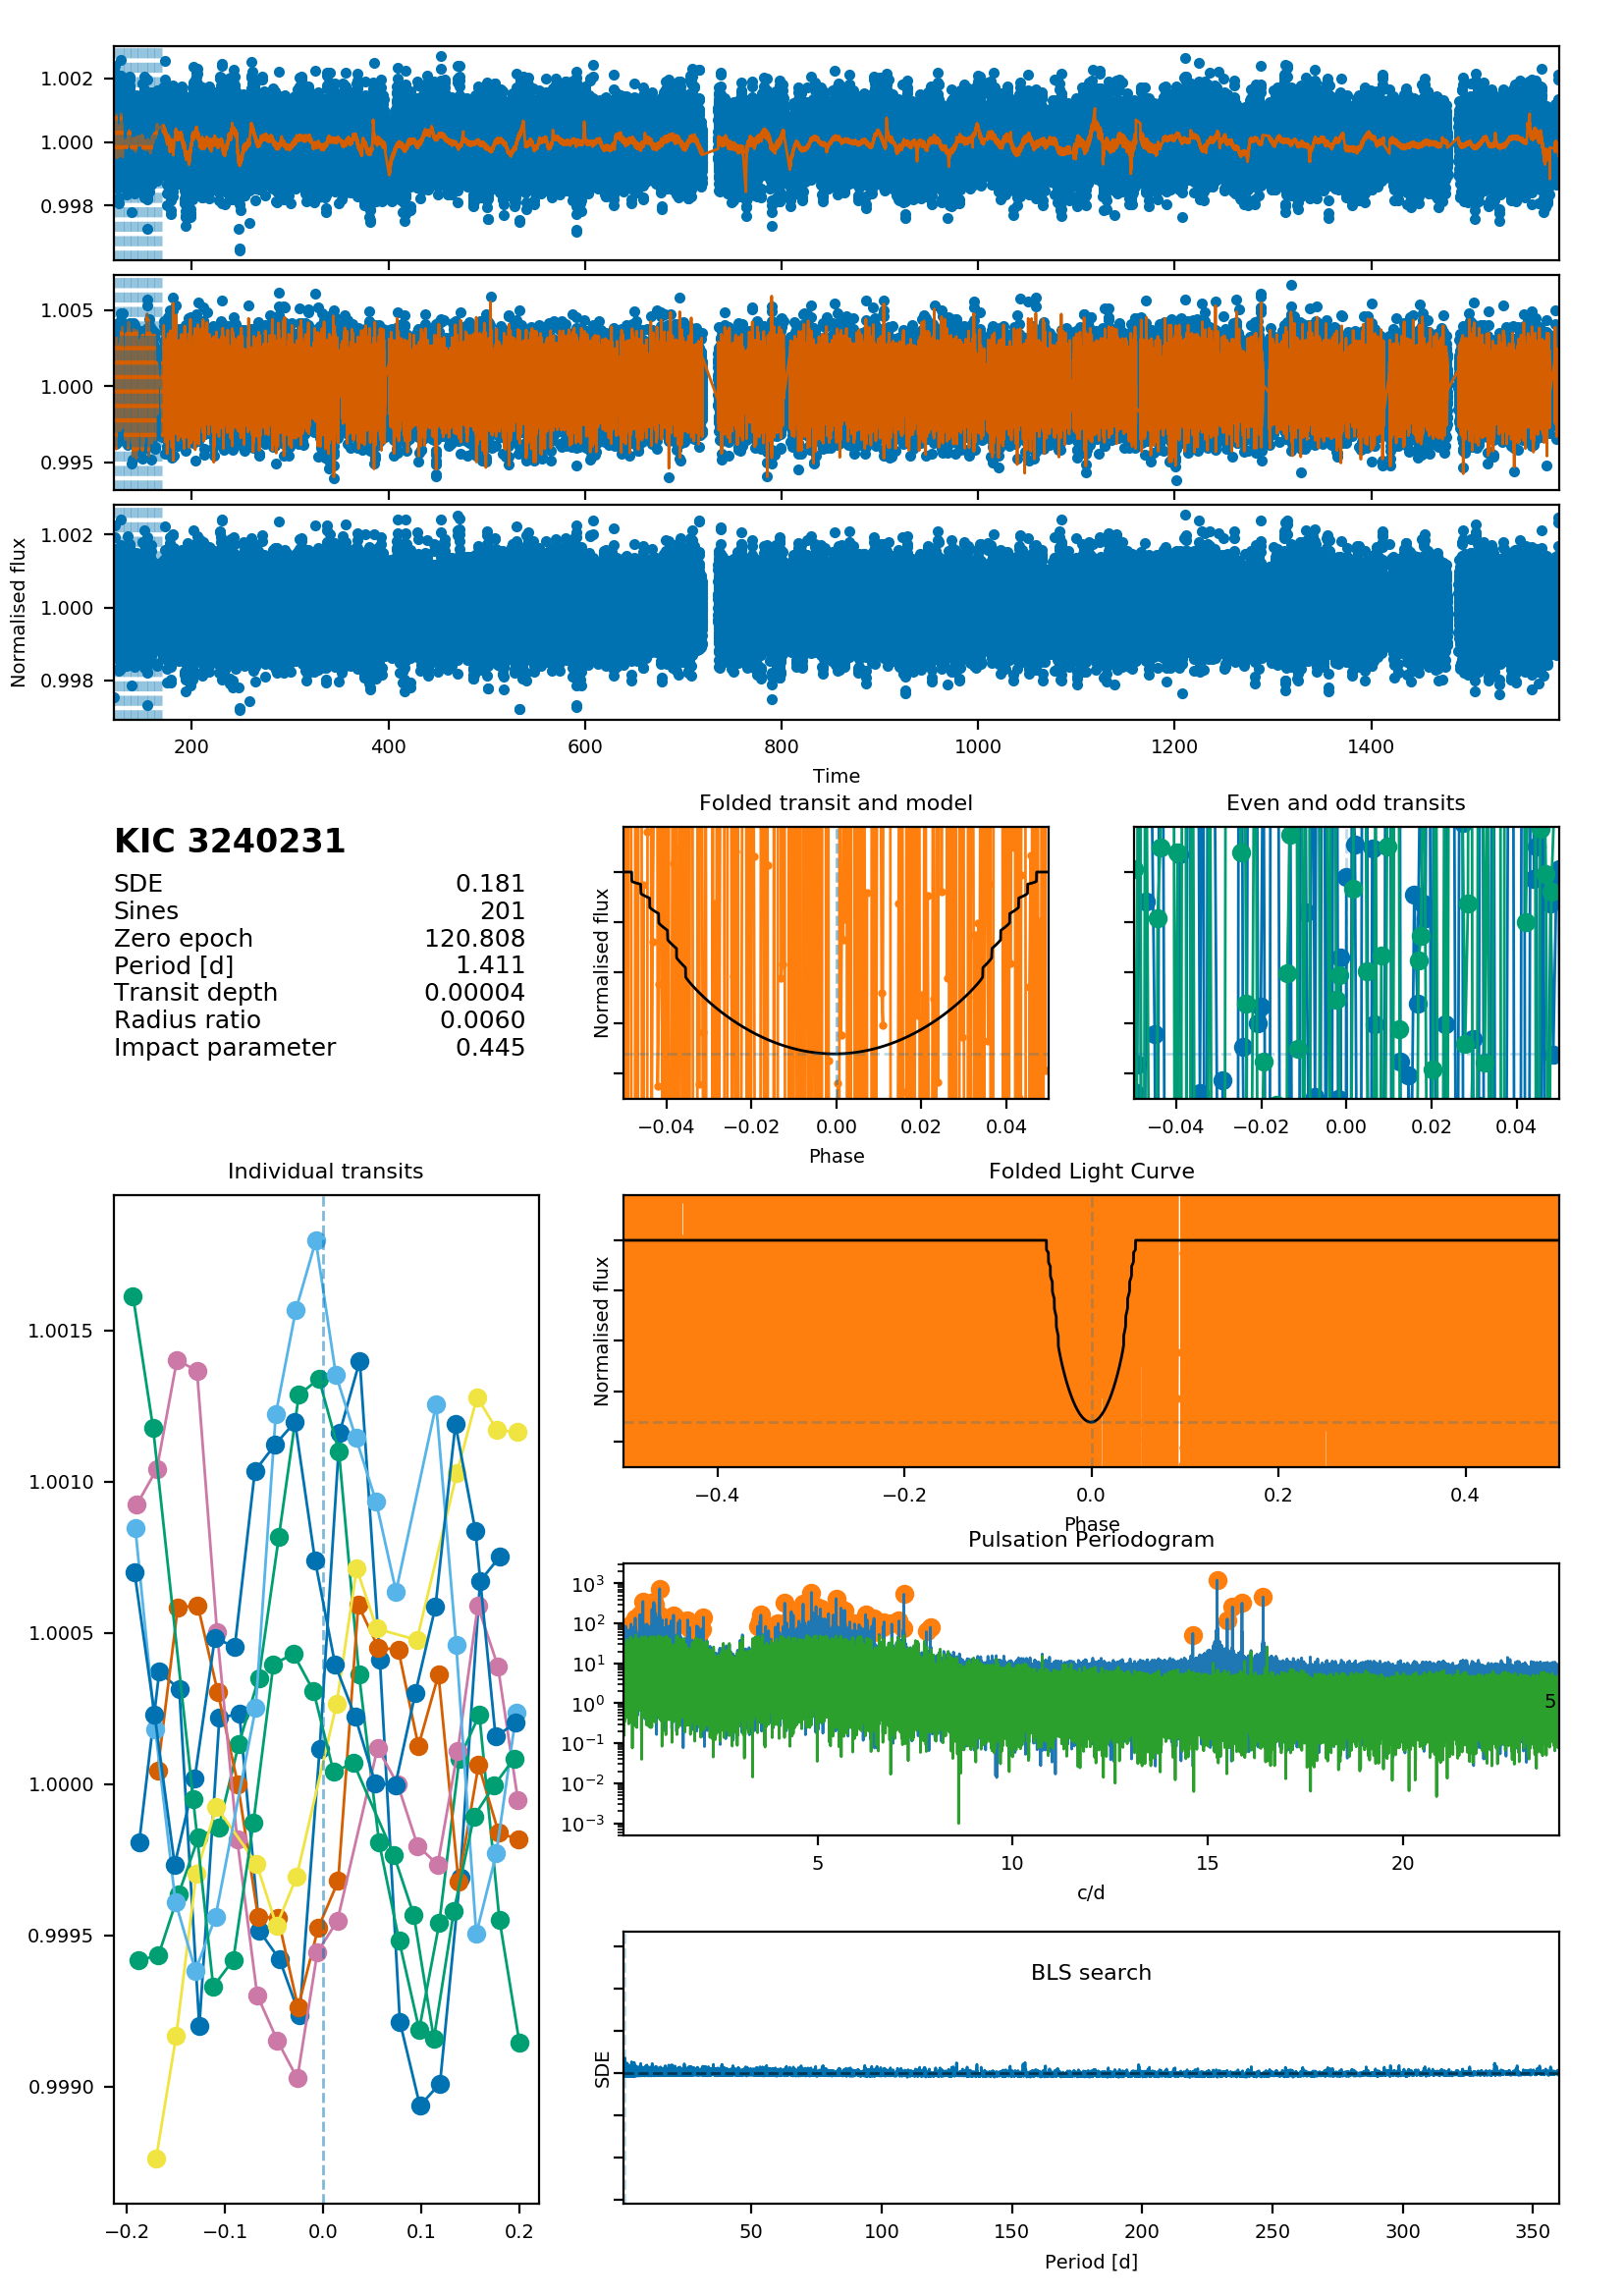 1.002
1.000
0.998
1.005
1.000
0.995
1.002
1.000
0.998
Normalised flux
200 400 600 800 1000 1200 1400
Time
KIC 3240231
SDE 0.181
Sines 201
Zero epoch 120.808
Period [d] 1.411
Transit depth 0.00004
Radius ratio 0.0060
Impact parameter 0.445
Folded transit and model
Normalised flux
−0.04 −0.02 0.00 0.02 0.04
Phase
Even and odd transits
−0.04 −0.02 0.00 0.02 0.04
Individual transits
1.0015
1.0010
1.0005
1.0000
0.9995
0.9990
−0.2 −0.1 0.0 0.1 0.2
Folded Light Curve
Normalised flux
−0.4 −0.2 0.0 0.2 0.4
Phase
Pulsation Periodogram
10³
10²
10¹
10⁰
10⁻¹
10⁻²
10⁻³
5
5 10 15 20
c/d
BLS search
SDE
50 100 150 200 250 300 350
Period [d]